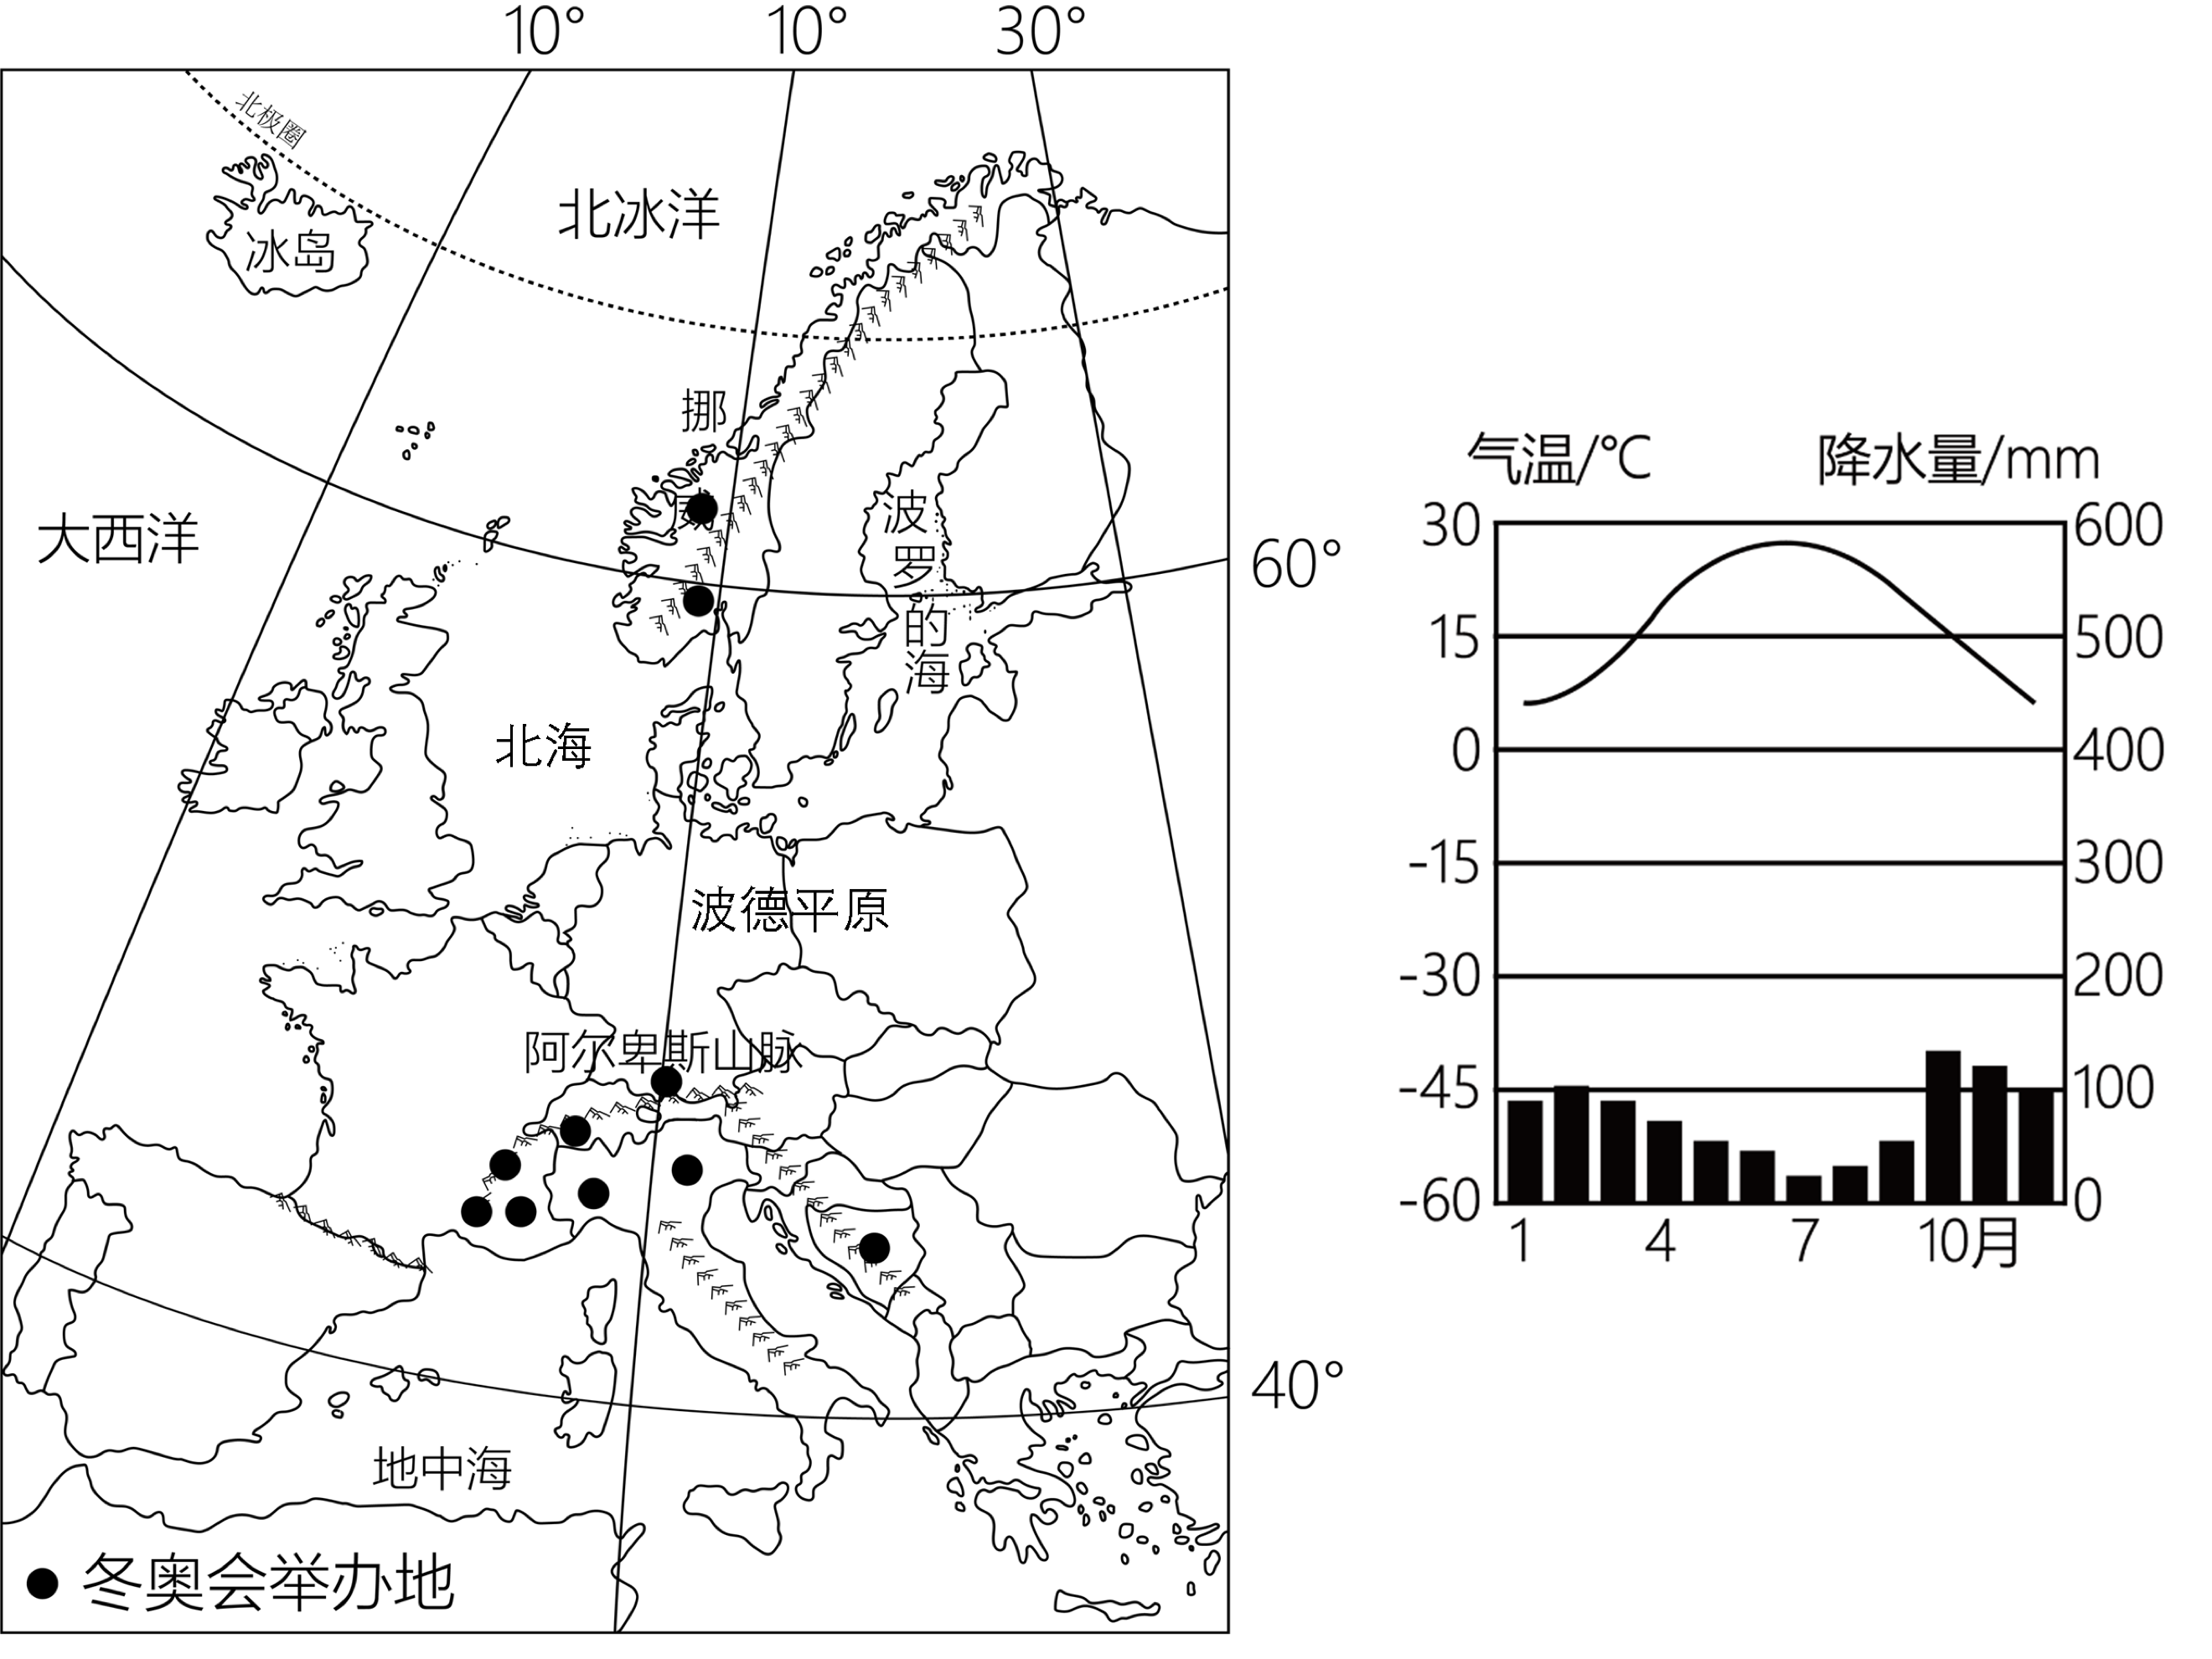 10° 10° 30°
北极圈
冰岛
北冰洋
挪
大西洋
波
罗
的
海
60°
北海
波德平原
阿尔卑斯山脉
40°
地中海
冬奥会举办地
气温/℃ 降水量/mm
30 600
15 500
0 400
-15 300
-30 200
-45 100
-60 0
1 4 7 10月